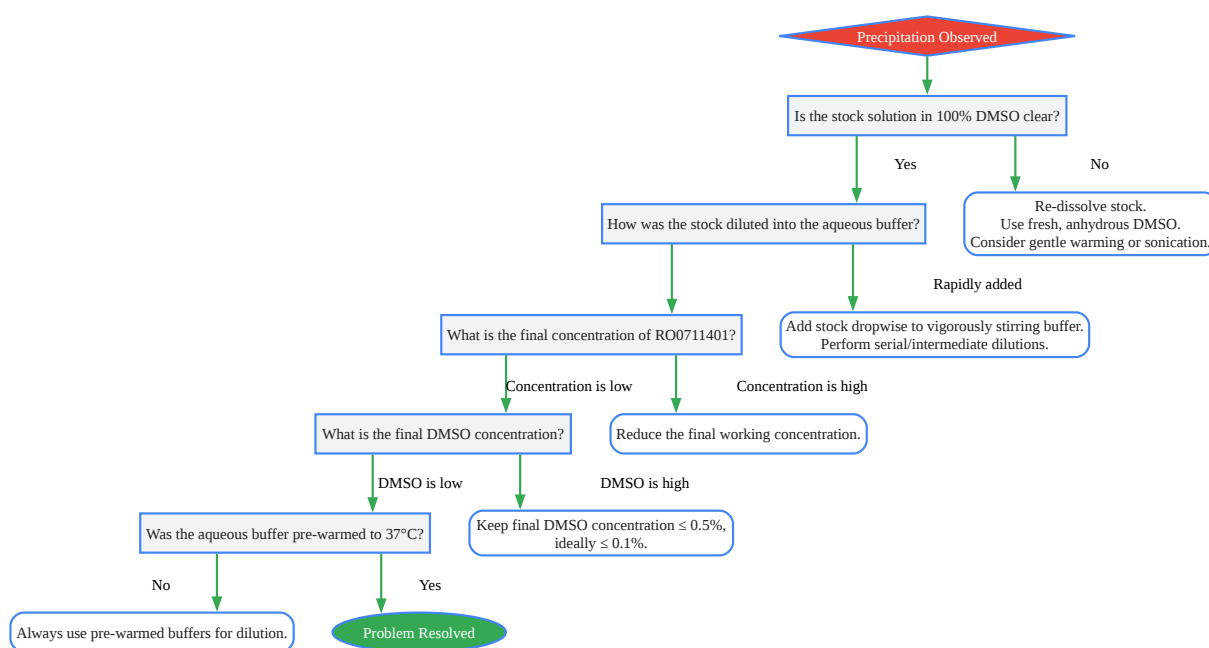 Precipitation Observed
Is the stock solution in 100% DMSO clear?
Yes
No
Re-dissolve stock.
Use fresh, anhydrous DMSO.
Consider gentle warming or sonication.
How was the stock diluted into the aqueous buffer?
Rapidly added
Add stock dropwise to vigorously stirring buffer.
Perform serial/intermediate dilutions.
What is the final concentration of RO0711401?
Concentration is low
Concentration is high
Reduce the final working concentration.
What is the final DMSO concentration?
DMSO is low
DMSO is high
Keep final DMSO concentration ≤ 0.5%,
ideally ≤ 0.1%.
Was the aqueous buffer pre-warmed to 37°C?
No
Yes
Always use pre-warmed buffers for dilution.
Problem Resolved